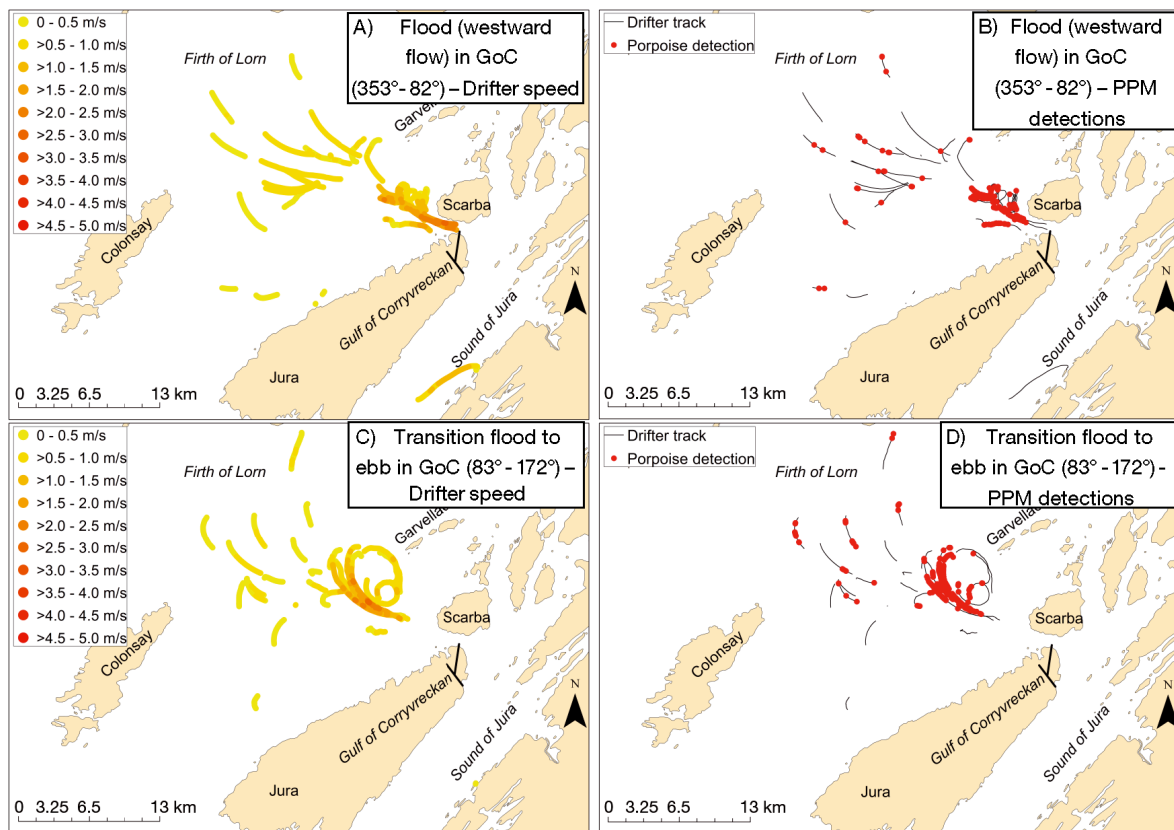 0 - 0.5 m/s
>0.5 - 1.0 m/s
>1.0 - 1.5 m/s
>1.5 - 2.0 m/s
>2.0 - 2.5 m/s
>2.5 - 3.0 m/s
>3.0 - 3.5 m/s
>3.5 - 4.0 m/s
>4.0 - 4.5 m/s
>4.5 - 5.0 m/s
Firth of Lorn
A) Flood (westward
flow) in GoC
(353°- 82°) – Drifter speed
Garvellac
Scarba
Colonsay
Gulf of Corryvreckan
Sound of Jura
Jura
N
0 3.25 6.5 13 km
Drifter track
Porpoise detection
Firth of Lorn
B) Flood (westward
flow) in GoC
(353°- 82°) – PPM
detections
Garvellac
Scarba
Colonsay
Gulf of Corryvreckan
Sound of Jura
Jura
N
0 3.25 6.5 13 km
0 - 0.5 m/s
>0.5 - 1.0 m/s
>1.0 - 1.5 m/s
>1.5 - 2.0 m/s
>2.0 - 2.5 m/s
>2.5 - 3.0 m/s
>3.0 - 3.5 m/s
>3.5 - 4.0 m/s
>4.0 - 4.5 m/s
>4.5 - 5.0 m/s
Firth of Lorn
C) Transition flood to
ebb in GoC (83° - 172°) –
Drifter speed
Garvellac
Scarba
Colonsay
Gulf of Corryvreckan
Sound of Jura
Jura
N
0 3.25 6.5 13 km
Drifter track
Porpoise detection
Firth of Lorn
D) Transition flood to
ebb in GoC (83° - 172°) -
PPM detections
Garvellac
Scarba
Colonsay
Gulf of Corryvreckan
Sound of Jura
Jura
N
0 3.25 6.5 13 km